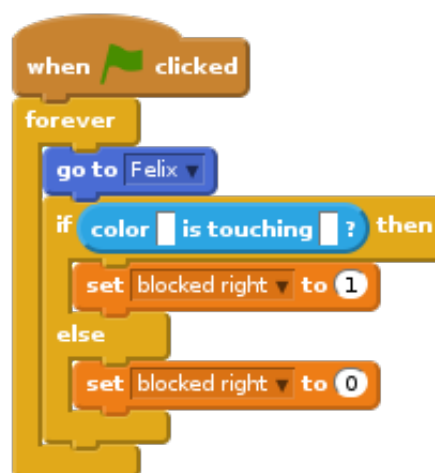 when clicked
forever
go to Felix
if color is touching ? then
set blocked right to 1
else
set blocked right to 0